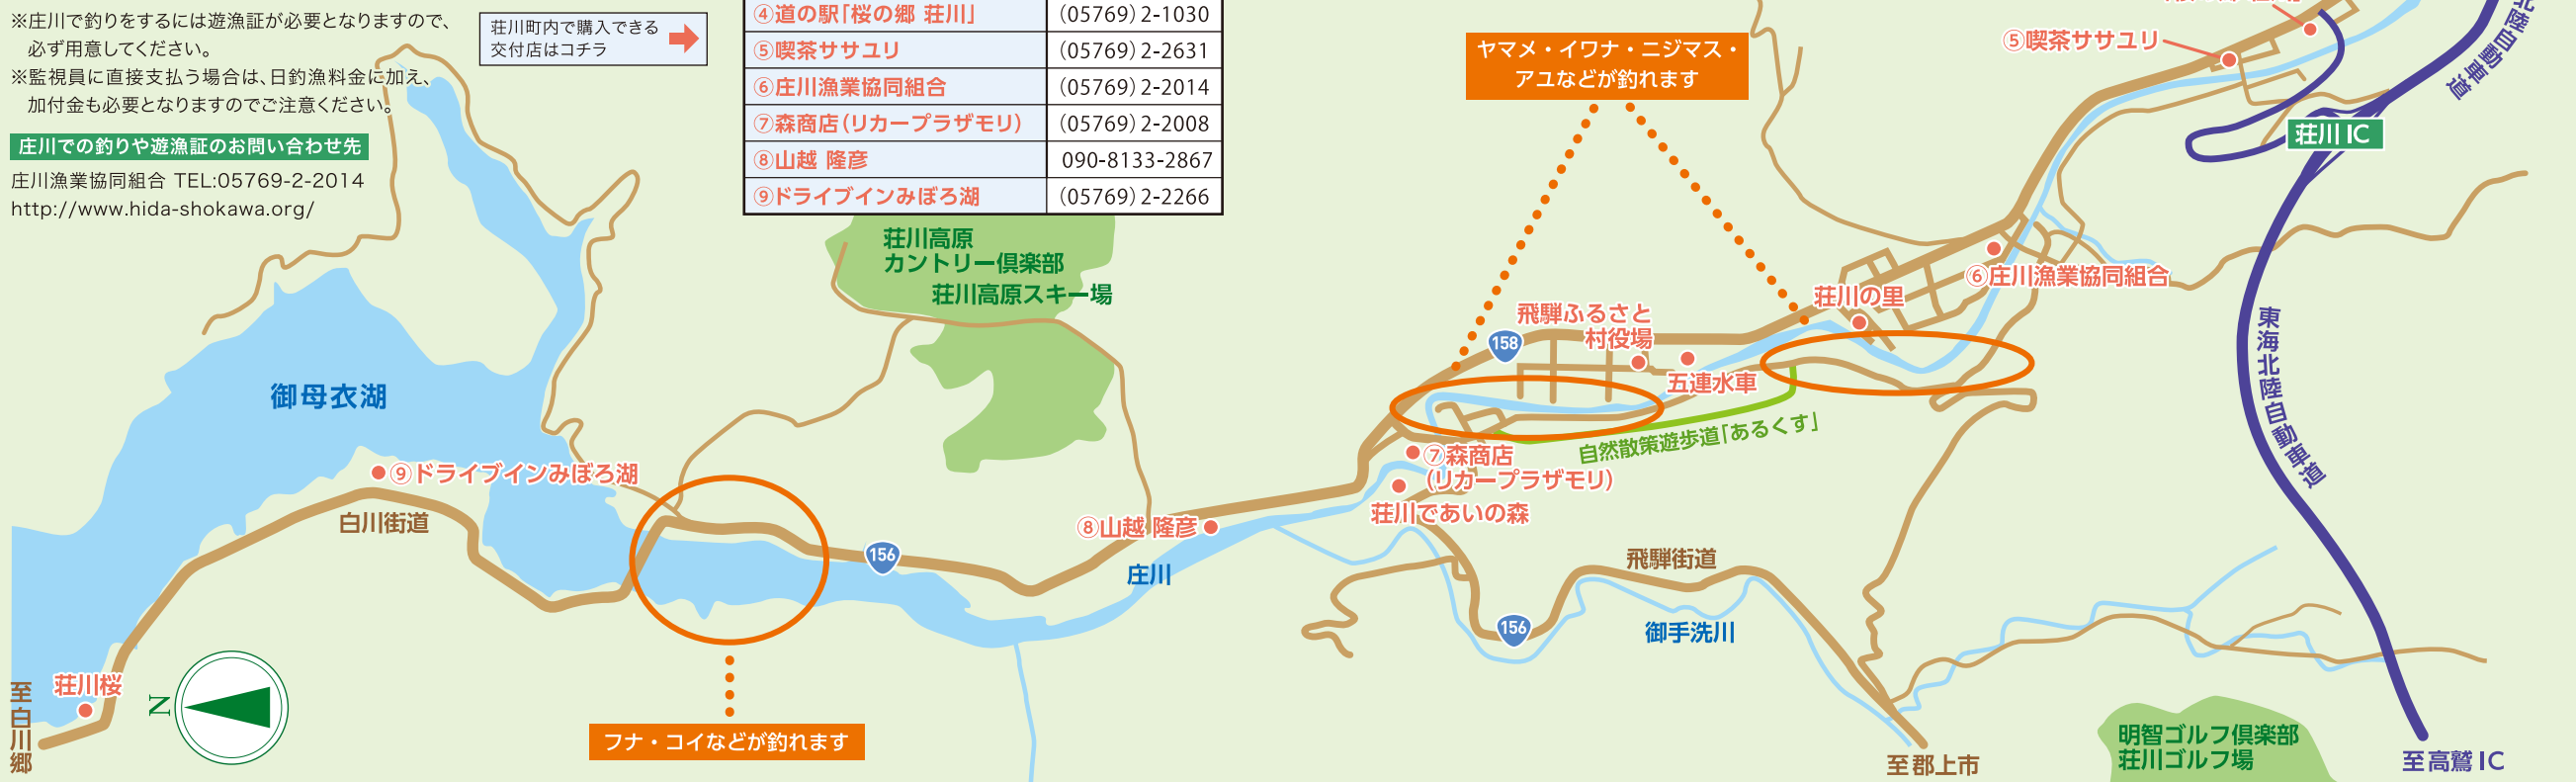 ※庄川で釣りをするには遊漁証が必要となりますので、
必ず用意してください。
※監視員に直接支払う場合は、日釣漁料金に加え、
加付金も必要となりますのでご注意ください。
庄川での釣りや遊漁証のお問い合わせ先
庄川漁業協同組合 TEL:05769-2-2014
http://www.hida-shokawa.org/
荘川町内で購入できる
交付店はコチラ
④道の駅「桜の郷 荘川」 (05769)2-1030
⑤喫茶ササユリ (05769)2-2631
⑥庄川漁業協同組合 (05769)2-2014
⑦森商店(リカープラザモリ) (05769)2-2008
⑧山越 隆彦 090-8133-2867
⑨ドライブインみぼろ湖 (05769)2-2266
ヤマメ・イワナ・ニジマス・
アユなどが釣れます
⑤喫茶ササユリ
北陸自動車道
荘川IC
荘川高原
カントリー倶楽部
荘川高原スキー場
⑥庄川漁業協同組合
荘川の里
飛騨ふるさと
村役場
158
五連水車
東海北陸自動車道
御母衣湖
自然散策遊歩道「あるくす」
⑨ドライブインみぼろ湖
⑦森商店
(リカープラザモリ)
荘川であいの森
白川街道
⑧山越 隆彦
156
庄川
飛騨街道
156
御手洗川
荘川桜
至白川郷
N
フナ・コイなどが釣れます
明智ゴルフ倶楽部
荘川ゴルフ場
至郡上市
至高鷲IC